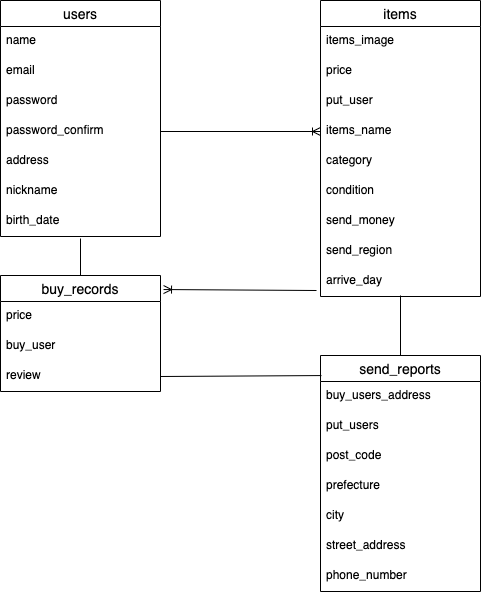 users
name
email
password
password_confirm
address
nickname
birth_date
items
items_image
price
put_user
items_name
category
condition
send_money
send_region
arrive_day
buy_records
price
buy_user
review
send_reports
buy_users_address
put_users
post_code
prefecture
city
street_address
phone_number